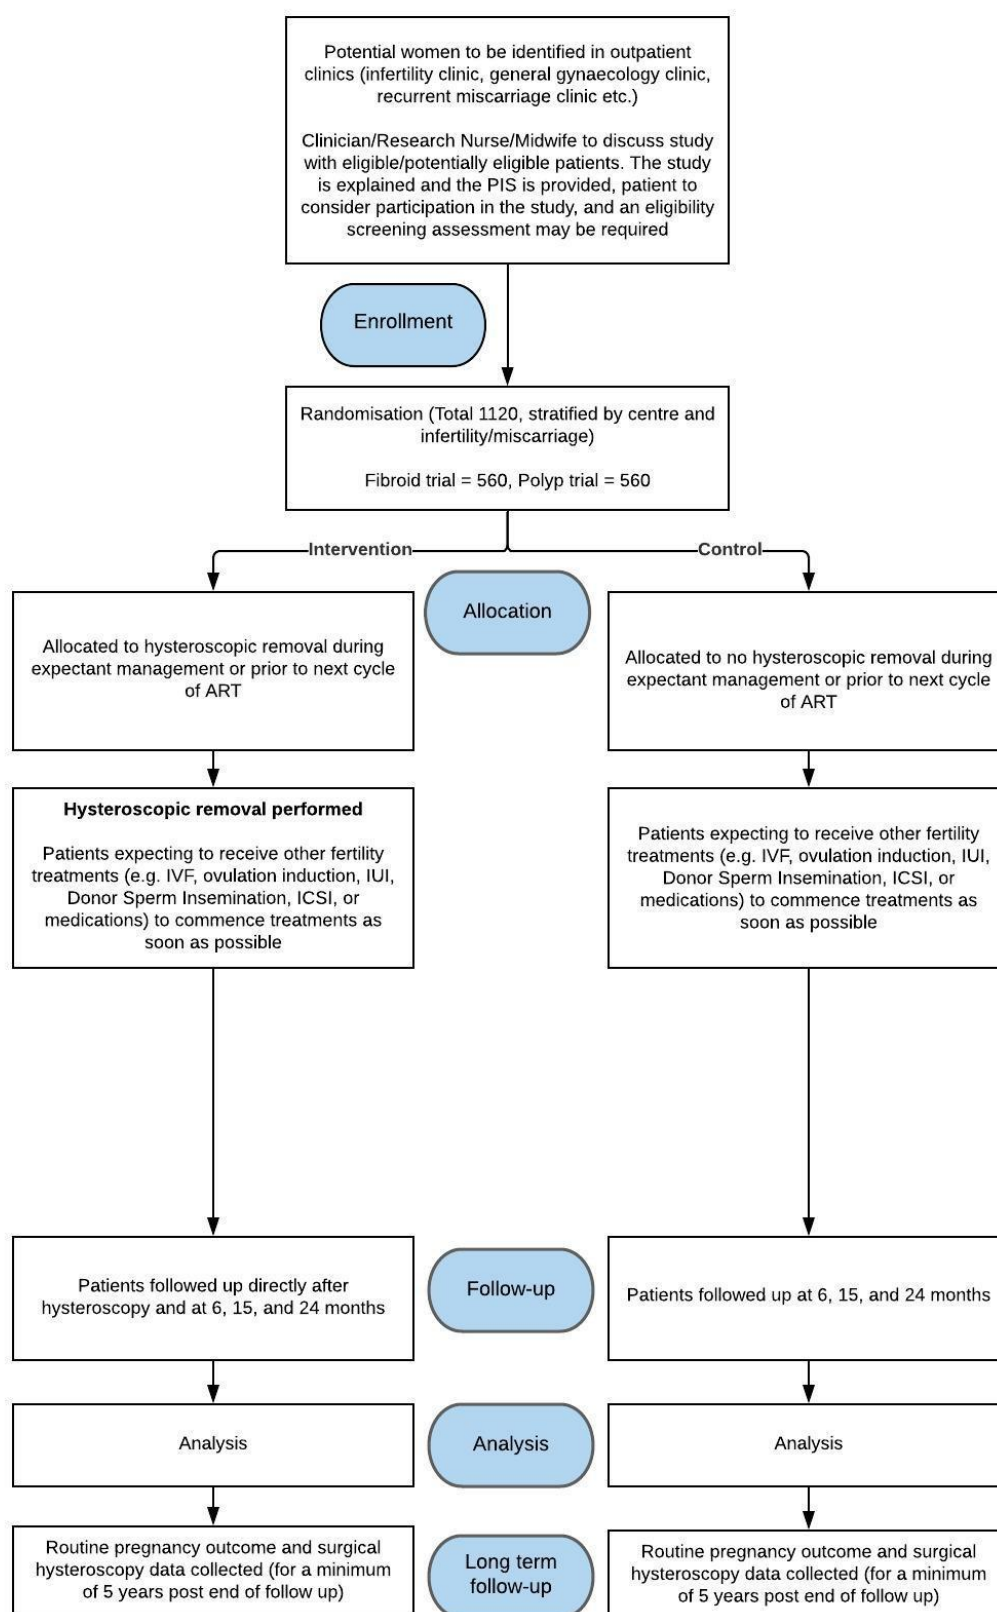 Potential women to be identified in outpatient
clinics (infertility clinic, general gynaecology clinic,
recurrent miscarriage clinic etc.)
Clinician/Research Nurse/Midwife to discuss study
with eligible/potentially eligible patients. The study
is explained and the PIS is provided, patient to
consider participation in the study, and an eligibility
screening assessment may be required
Enrollment
Randomisation (Total 1120, stratified by centre and
infertility/miscarriage)
Fibroid trial = 560, Polyp trial = 560
Intervention
Control
Allocation
Allocated to hysteroscopic removal during
expectant management or prior to next cycle
of ART
Allocated to no hysteroscopic removal during
expectant management or prior to next cycle
of ART
Hysteroscopic removal performed
Patients expecting to receive other fertility
treatments (e.g. IVF, ovulation induction, IUI,
Donor Sperm Insemination, ICSI, or
medications) to commence treatments as
soon as possible
Patients expecting to receive other fertility
treatments (e.g. IVF, ovulation induction, IUI,
Donor Sperm Insemination, ICSI, or
medications) to commence treatments as
soon as possible
Patients followed up directly after
hysteroscopy and at 6, 15, and 24 months
Follow-up
Patients followed up at 6, 15, and 24 months
Analysis
Analysis
Analysis
Routine pregnancy outcome and surgical
hysteroscopy data collected (for a minimum
of 5 years post end of follow up)
Long term
follow-up
Routine pregnancy outcome and surgical
hysteroscopy data collected (for a minimum
of 5 years post end of follow up)